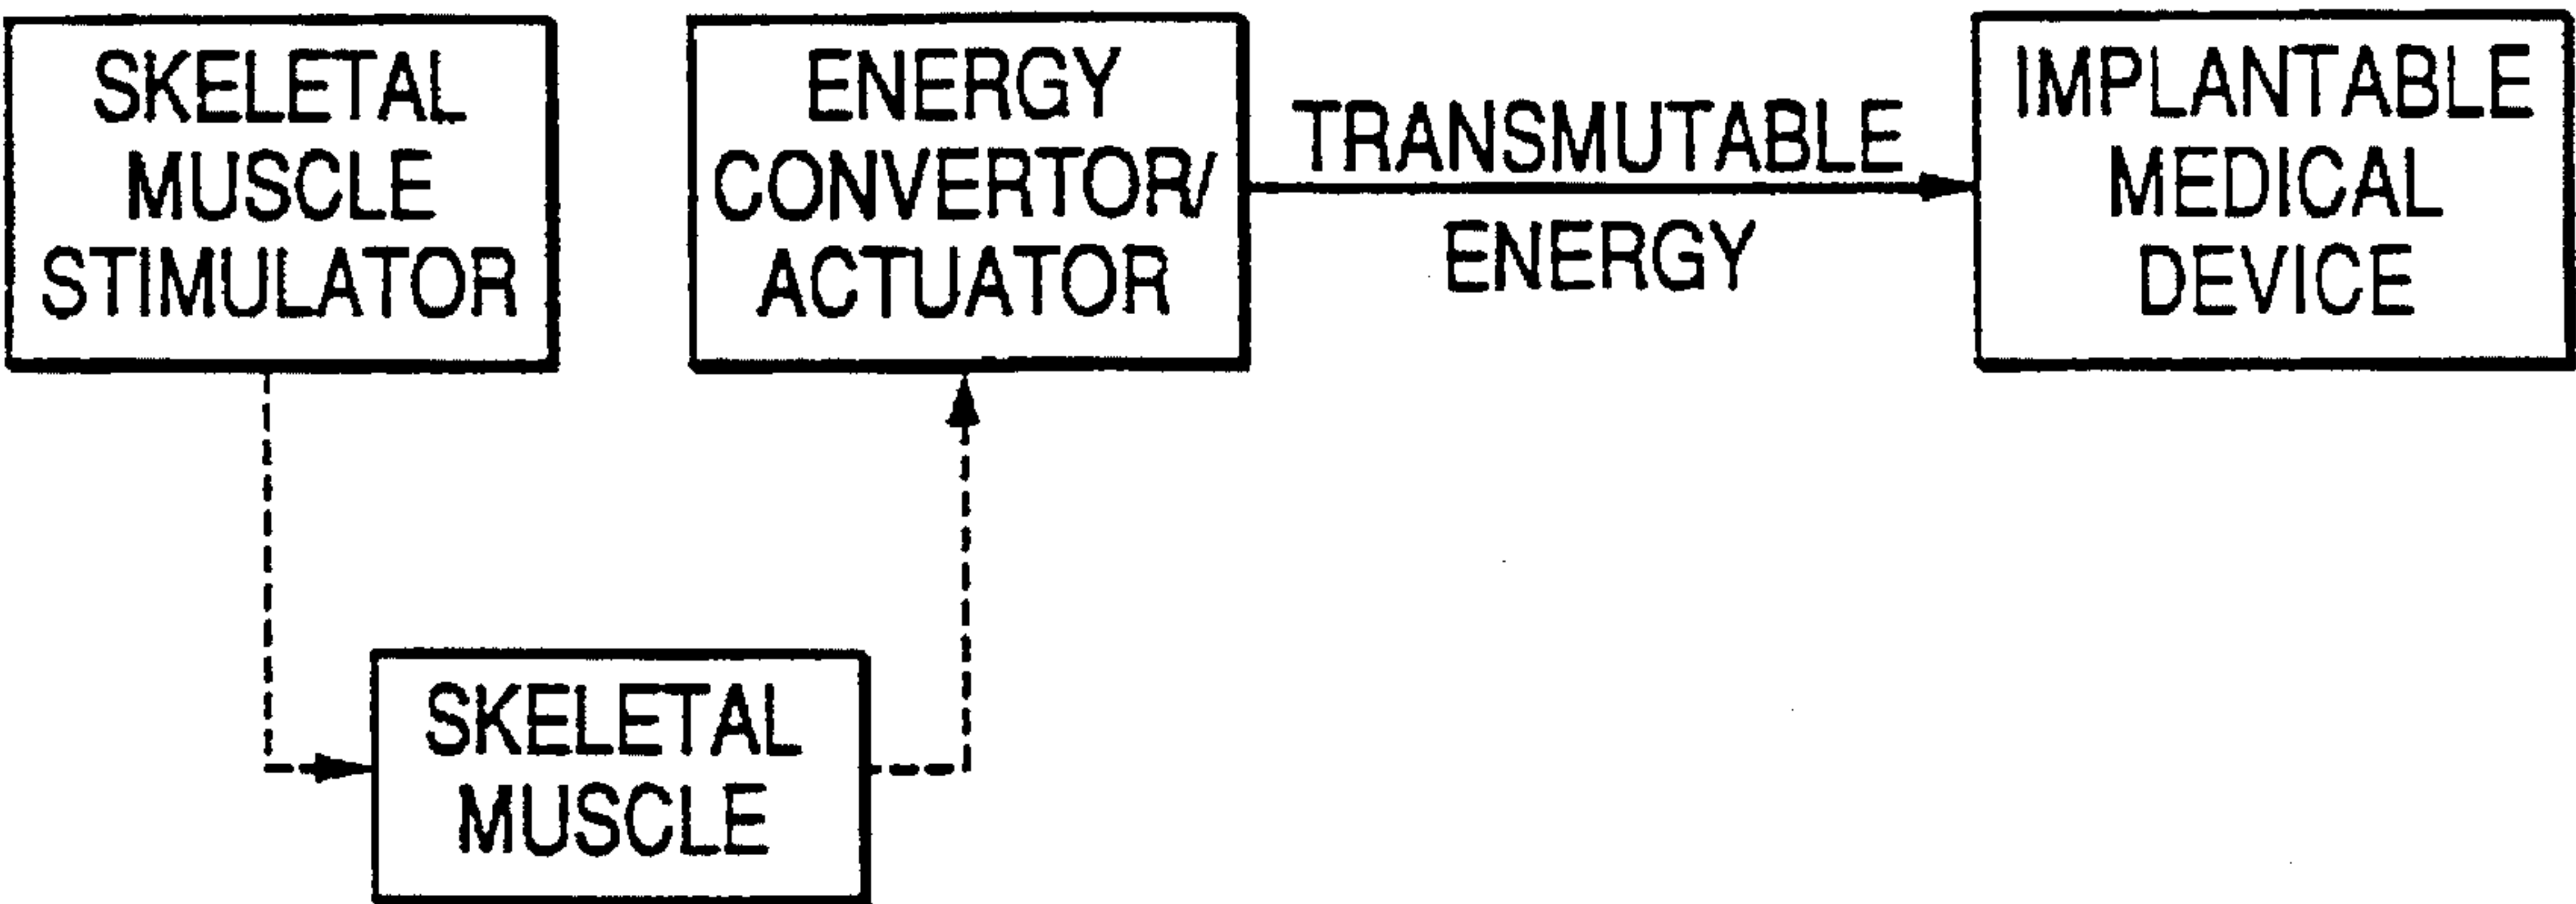 SKELETAL
MUSCLE
STIMULATOR
ENERGY
CONVERTOR/
ACTUATOR
TRANSMUTABLE
ENERGY
IMPLANTABLE
MEDICAL
DEVICE
SKELETAL
MUSCLE